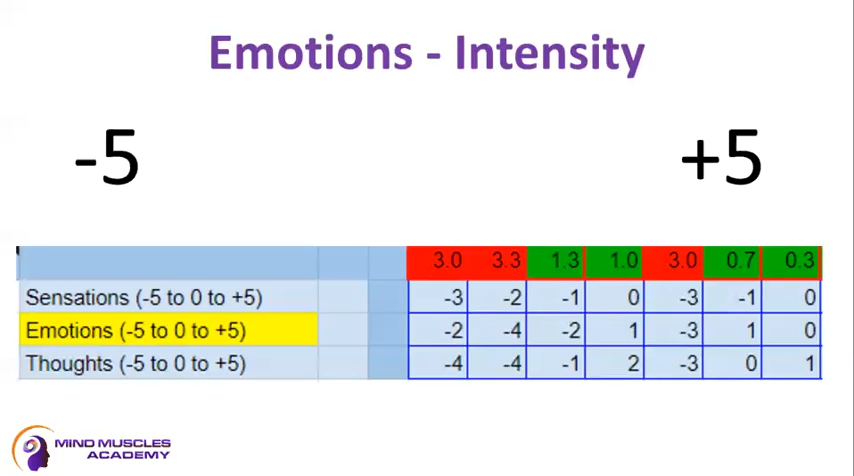 Emotions - Intensity
-5 +5
3.0 3.3 1.3 1.0 3.0 0.7 0.3
Sensations (-5 to 0 to +5) -3 -2 -1 0 -3 -1 0
Emotions (-5 to 0 to +5) -2 -4 -2 1 -3 1 0
Thoughts (-5 to 0 to +5) -4 -4 -1 2 -3 0 1
MIND MUSCLES
ACADEMY